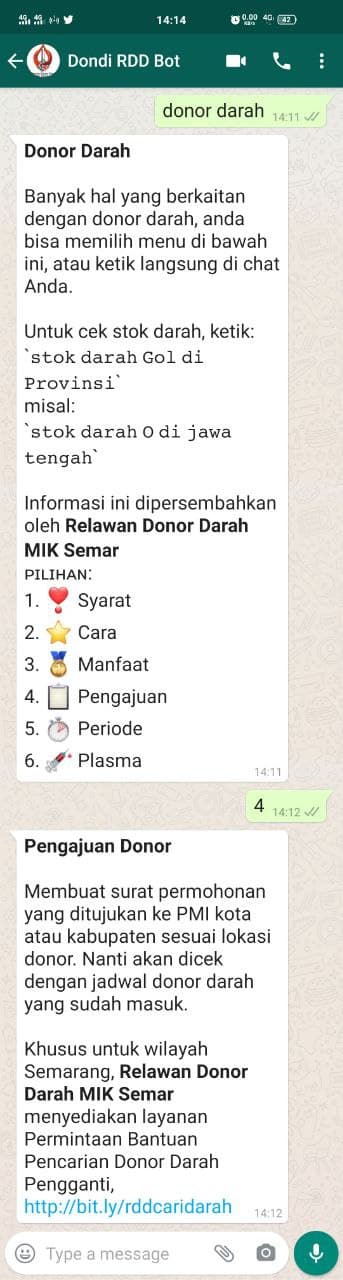 4G 4G 14:14 0.00 KB/s 4G 42
Dondi RDD Bot
donor darah 14:11
Donor Darah
Banyak hal yang berkaitan
dengan donor darah, anda
bisa memilih menu di bawah
ini, atau ketik langsung di chat
Anda.
Untuk cek stok darah, ketik:
`stok darah Gol di
Provinsi`
misal:
`stok darah O di jawa
tengah`
Informasi ini dipersembahkan
oleh Relawan Donor Darah
MIK Semar
PILIHAN:
1. ❣️ Syarat
2. ⭐ Cara
3. 🏅 Manfaat
4. 📋 Pengajuan
5. ⏱️ Periode
6. 💉 Plasma
14:11
4 14:12
Pengajuan Donor
Membuat surat permohonan
yang ditujukan ke PMI kota
atau kabupaten sesuai lokasi
donor. Nanti akan dicek
dengan jadwal donor darah
yang sudah masuk.
Khusus untuk wilayah
Semarang, Relawan Donor
Darah MIK Semar
menyediakan layanan
Permintaan Bantuan
Pencarian Donor Darah
Pengganti,
http://bit.ly/rddcaridarah 14:12
Type a message